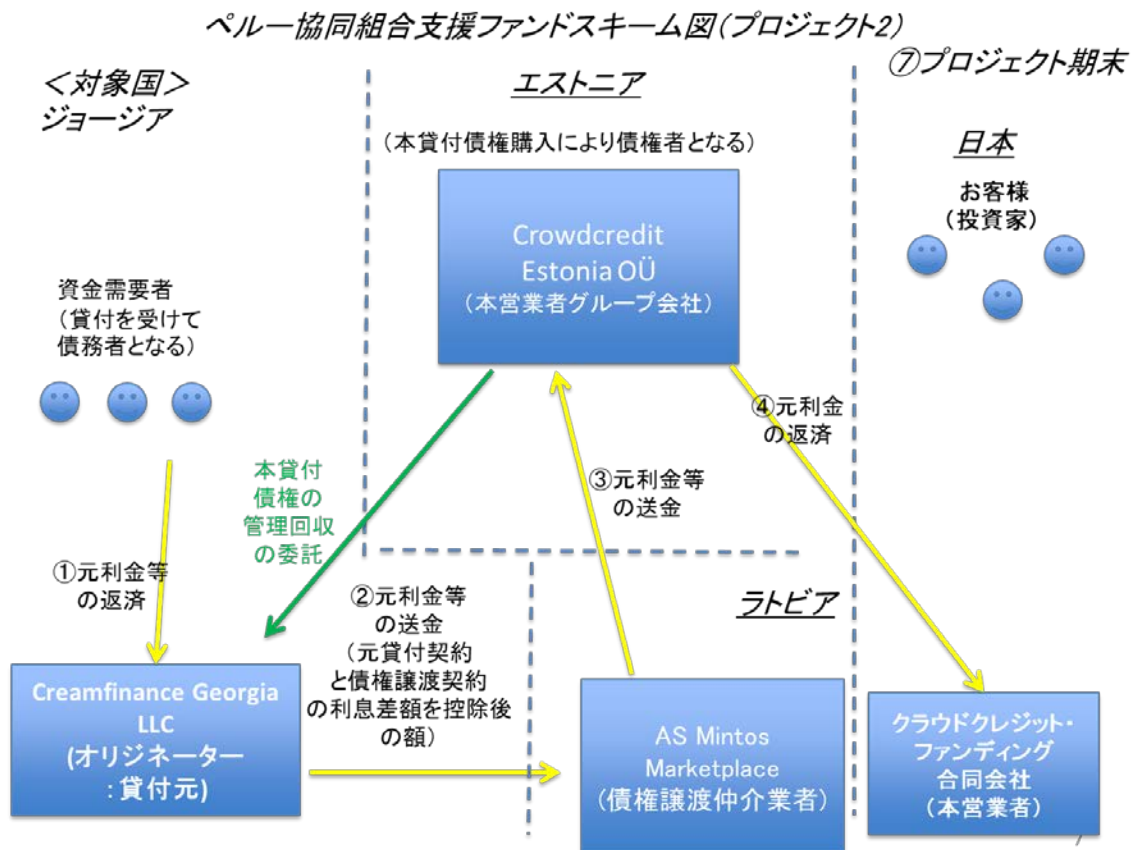 ペルー協同組合支援ファンドスキーム図(プロジェクト2)
<対象国>
ジョージア
エストニア
⑦プロジェクト期末
(本貸付債権購入により債権者となる)
日本
お客様
(投資家)
Crowdcredit
Estonia OÜ
(本営業者グループ会社)
資金需要者
(貸付を受けて
債務者となる)
④元利金
の返済
本貸付
債権の
管理回収
の委託
③元利金等
の送金
①元利金等
の返済
②元利金等
の送金
(元貸付契約
と債権譲渡契約
の利息差額を控除後
の額)
ラトビア
Creamfinance Georgia
LLC
(オリジネーター
:貸付元)
AS Mintos
Marketplace
(債権譲渡仲介業者)
クラウドクレジット・
ファンディング
合同会社
(本営業者)